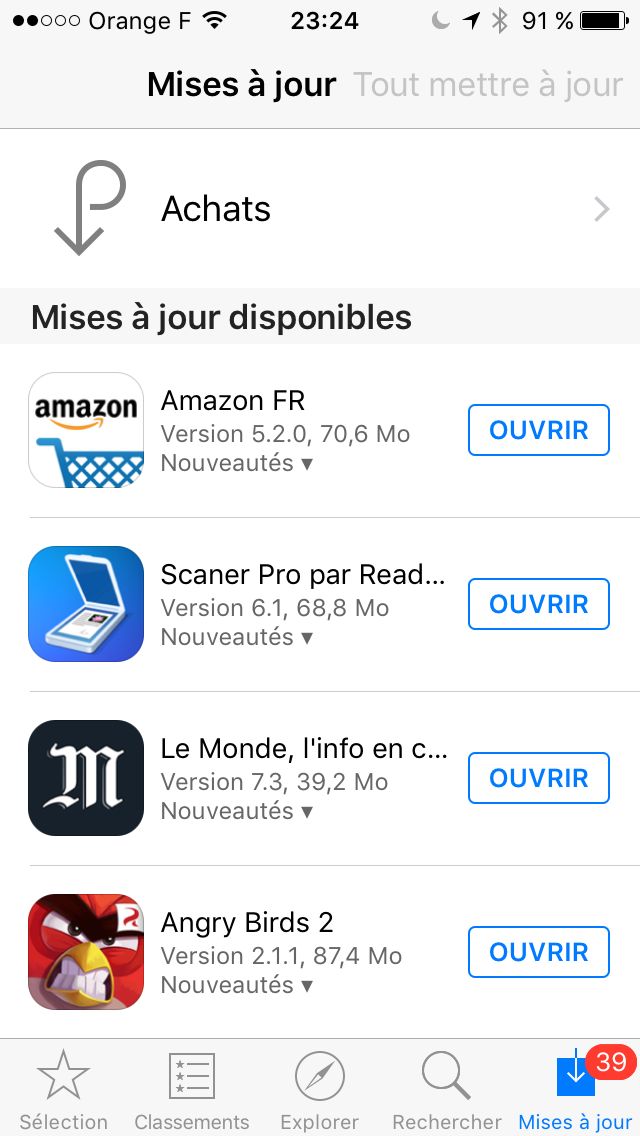 Orange F 23:24 91 %
Mises à jour Tout mettre à jour
Achats
Mises à jour disponibles
amazon
Amazon FR
Version 5.2.0, 70,6 Mo
Nouveautés ▾
OUVRIR
Scaner Pro par Read...
Version 6.1, 68,8 Mo
Nouveautés ▾
OUVRIR
M
Le Monde, l'info en c...
Version 7.3, 39,2 Mo
Nouveautés ▾
OUVRIR
Angry Birds 2
Version 2.1.1, 87,4 Mo
Nouveautés ▾
OUVRIR
39
Sélection Classements Explorer Rechercher Mises à jour